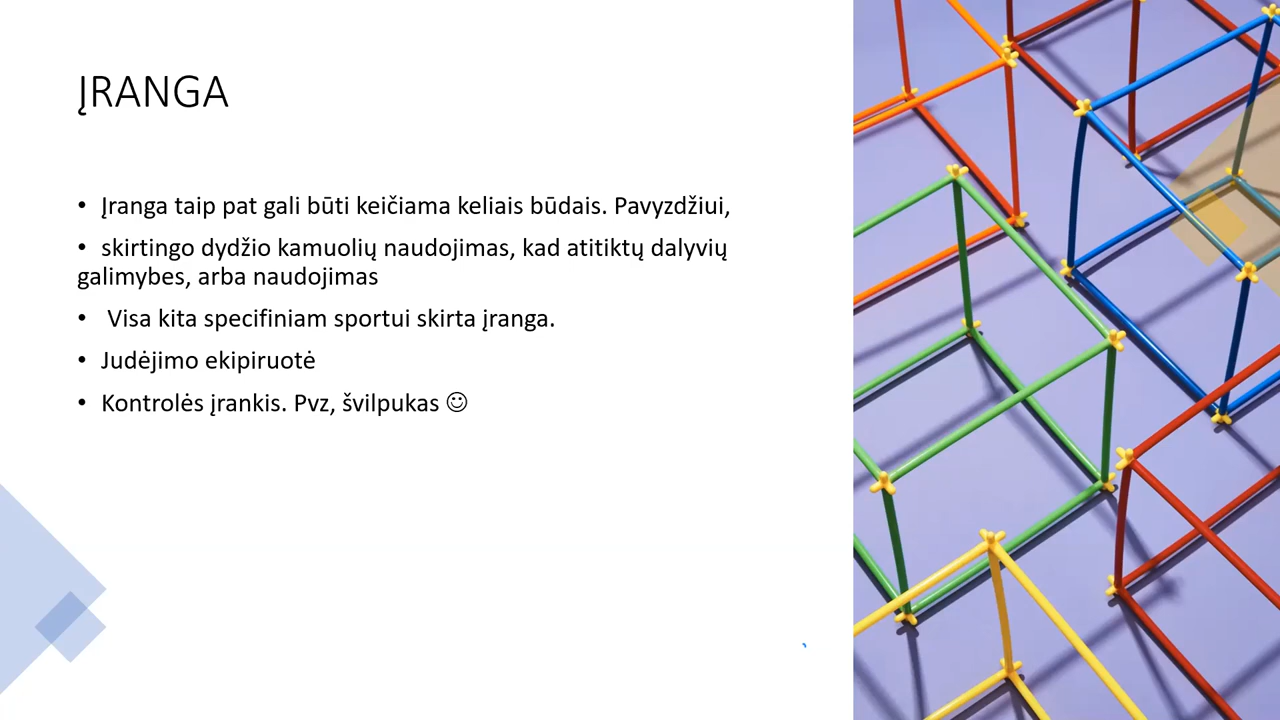 ĮRANGA
• Įranga taip pat gali būti keičiama keliais būdais. Pavyzdžiui,
• skirtingo dydžio kamuolių naudojimas, kad atitiktų dalyvių
galimybes, arba naudojimas
• Visa kita specifiniam sportui skirta įranga.
• Judėjimo ekipiruotė
• Kontrolės įrankis. Pvz, švilpukas ☺